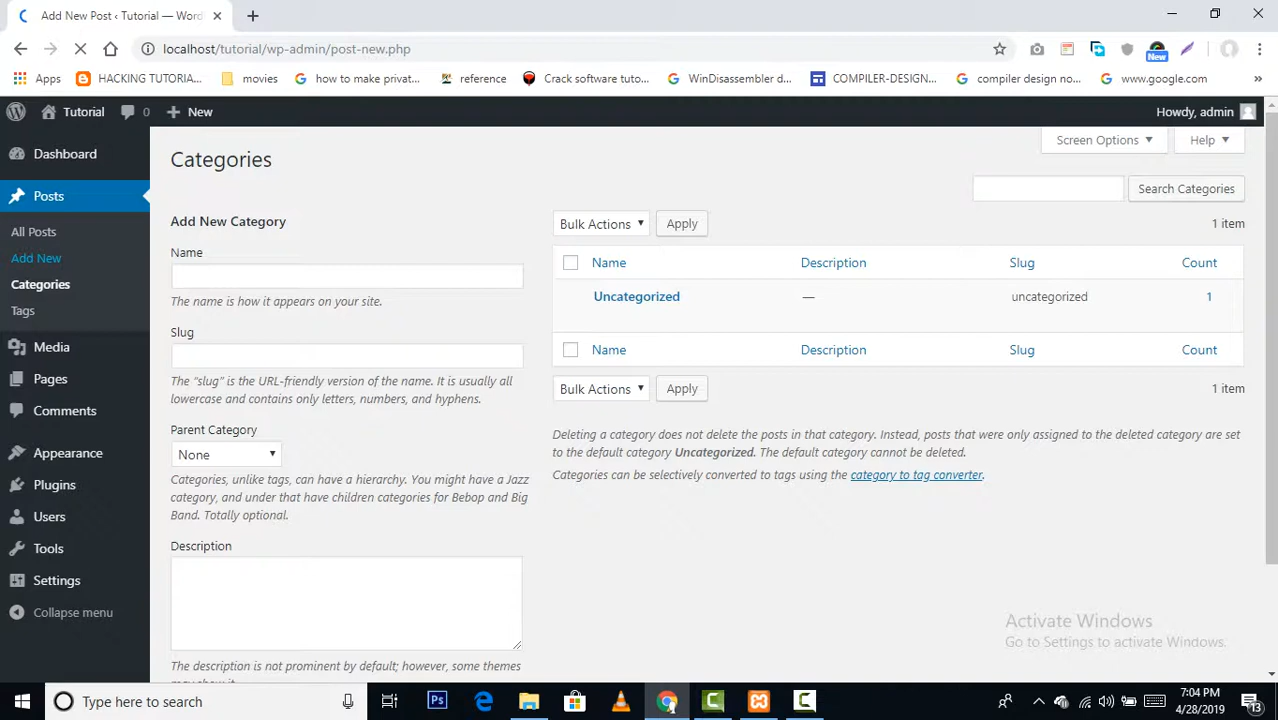 Add New Post ‹ Tutorial — Word
localhost/tutorial/wp-admin/post-new.php
New
Apps
HACKING TUTORIA...
movies
how to make privat...
reference
Crack software tuto...
WinDisassembler d...
COMPILER-DESIGN...
compiler design no...
www.google.com
»
Tutorial
0
New
Howdy, admin
Dashboard
Posts
All Posts
Add New
Categories
Tags
Media
Pages
Comments
Appearance
Plugins
Users
Tools
Settings
Collapse menu
Screen Options
Help
Categories
Search Categories
Add New Category
Name
The name is how it appears on your site.
Slug
The “slug” is the URL-friendly version of the name. It is usually all
lowercase and contains only letters, numbers, and hyphens.
Parent Category
None
Categories, unlike tags, can have a hierarchy. You might have a Jazz
category, and under that have children categories for Bebop and Big
Band. Totally optional.
Description
The description is not prominent by default; however, some themes
may show it.
Bulk Actions
Apply
1 item
Name Description Slug Count
Uncategorized — uncategorized 1
Name Description Slug Count
Bulk Actions
Apply
1 item
Deleting a category does not delete the posts in that category. Instead, posts that were only assigned to the deleted category are set
to the default category Uncategorized. The default category cannot be deleted.
Categories can be selectively converted to tags using the category to tag converter.
Activate Windows
Go to Settings to activate Windows.
Type here to search
Ps
7:04 PM
4/28/2019
13